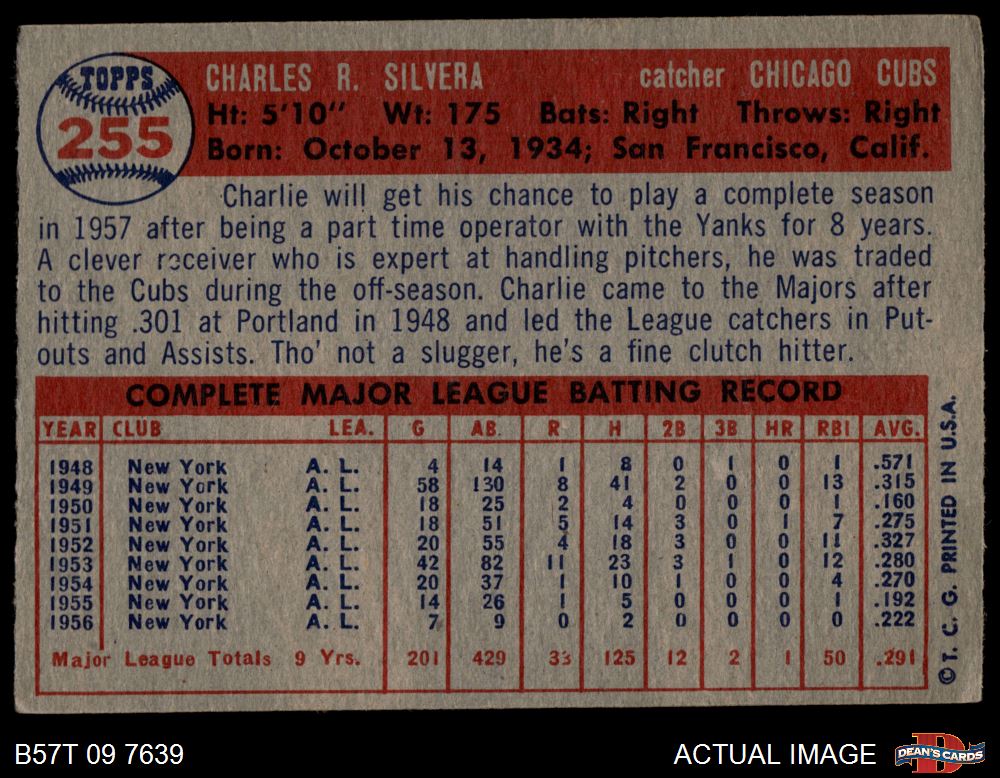 TOPPS
255
CHARLES R. SILVERA catcher CHICAGO CUBS
Ht: 5'10" Wt: 175 Bats: Right Throws: Right
Born: October 13, 1934; San Francisco, Calif.
Charlie will get his chance to play a complete season
in 1957 after being a part time operator with the Yanks for 8 years.
A clever receiver who is expert at handling pitchers, he was traded
to the Cubs during the off-season. Charlie came to the Majors after
hitting .301 at Portland in 1948 and led the League catchers in Put-
outs and Assists. Tho' not a slugger, he's a fine clutch hitter.
COMPLETE MAJOR LEAGUE BATTING RECORD
YEAR CLUB LEA. G AB. R H 2B 3B HR RBI AVG.
1948 New York A. L. 4 14 1 8 0 1 0 1 .571
1949 New York A. L. 58 130 8 41 2 0 0 13 .315
1950 New York A. L. 18 25 2 4 0 0 0 1 .160
1951 New York A. L. 18 51 5 14 3 0 1 7 .275
1952 New York A. L. 20 55 4 18 3 0 0 11 .327
1953 New York A. L. 42 82 11 23 3 1 0 12 .280
1954 New York A. L. 20 37 1 10 1 0 0 4 .270
1955 New York A. L. 14 26 1 5 0 0 0 1 .192
1956 New York A. L. 7 9 0 2 0 0 0 0 .222
Major League Totals 9 Yrs. 201 429 33 125 12 2 1 50 .291
©T. C. G. PRINTED IN U.S.A.
B57T 09 7639 ACTUAL IMAGE
DEAN'S CARDS